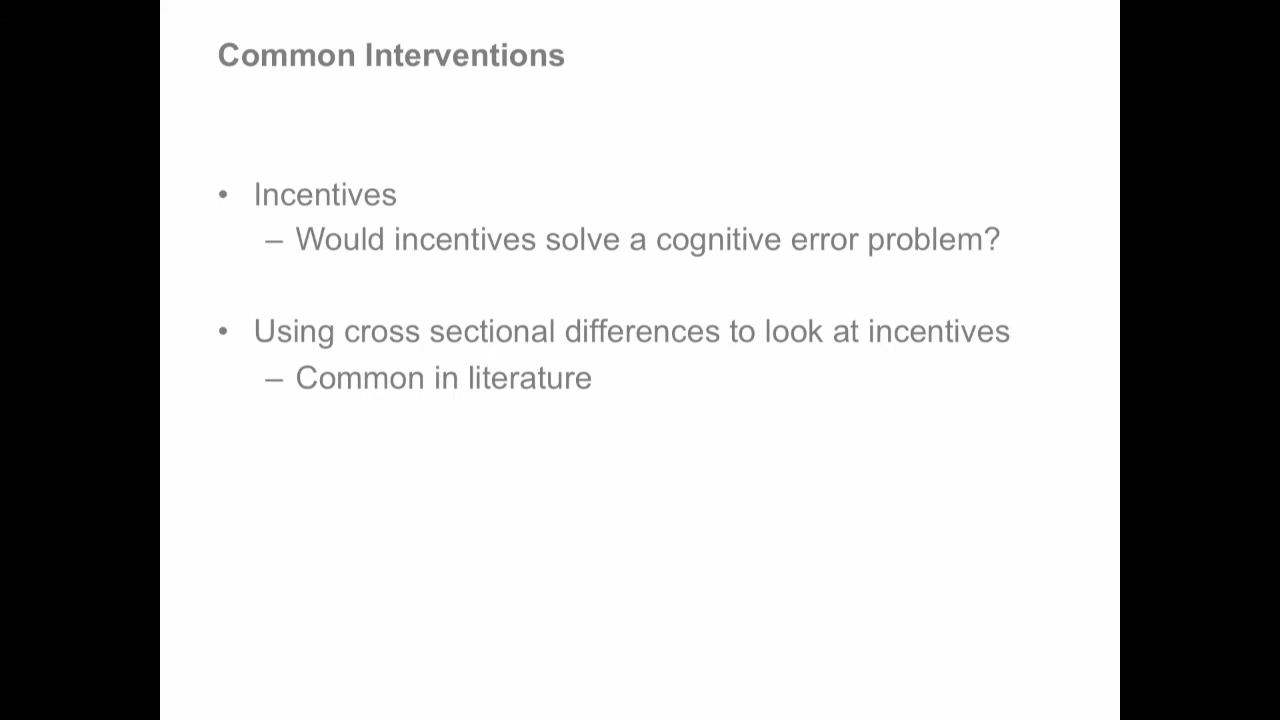 Common Interventions
• Incentives
– Would incentives solve a cognitive error problem?
• Using cross sectional differences to look at incentives
– Common in literature